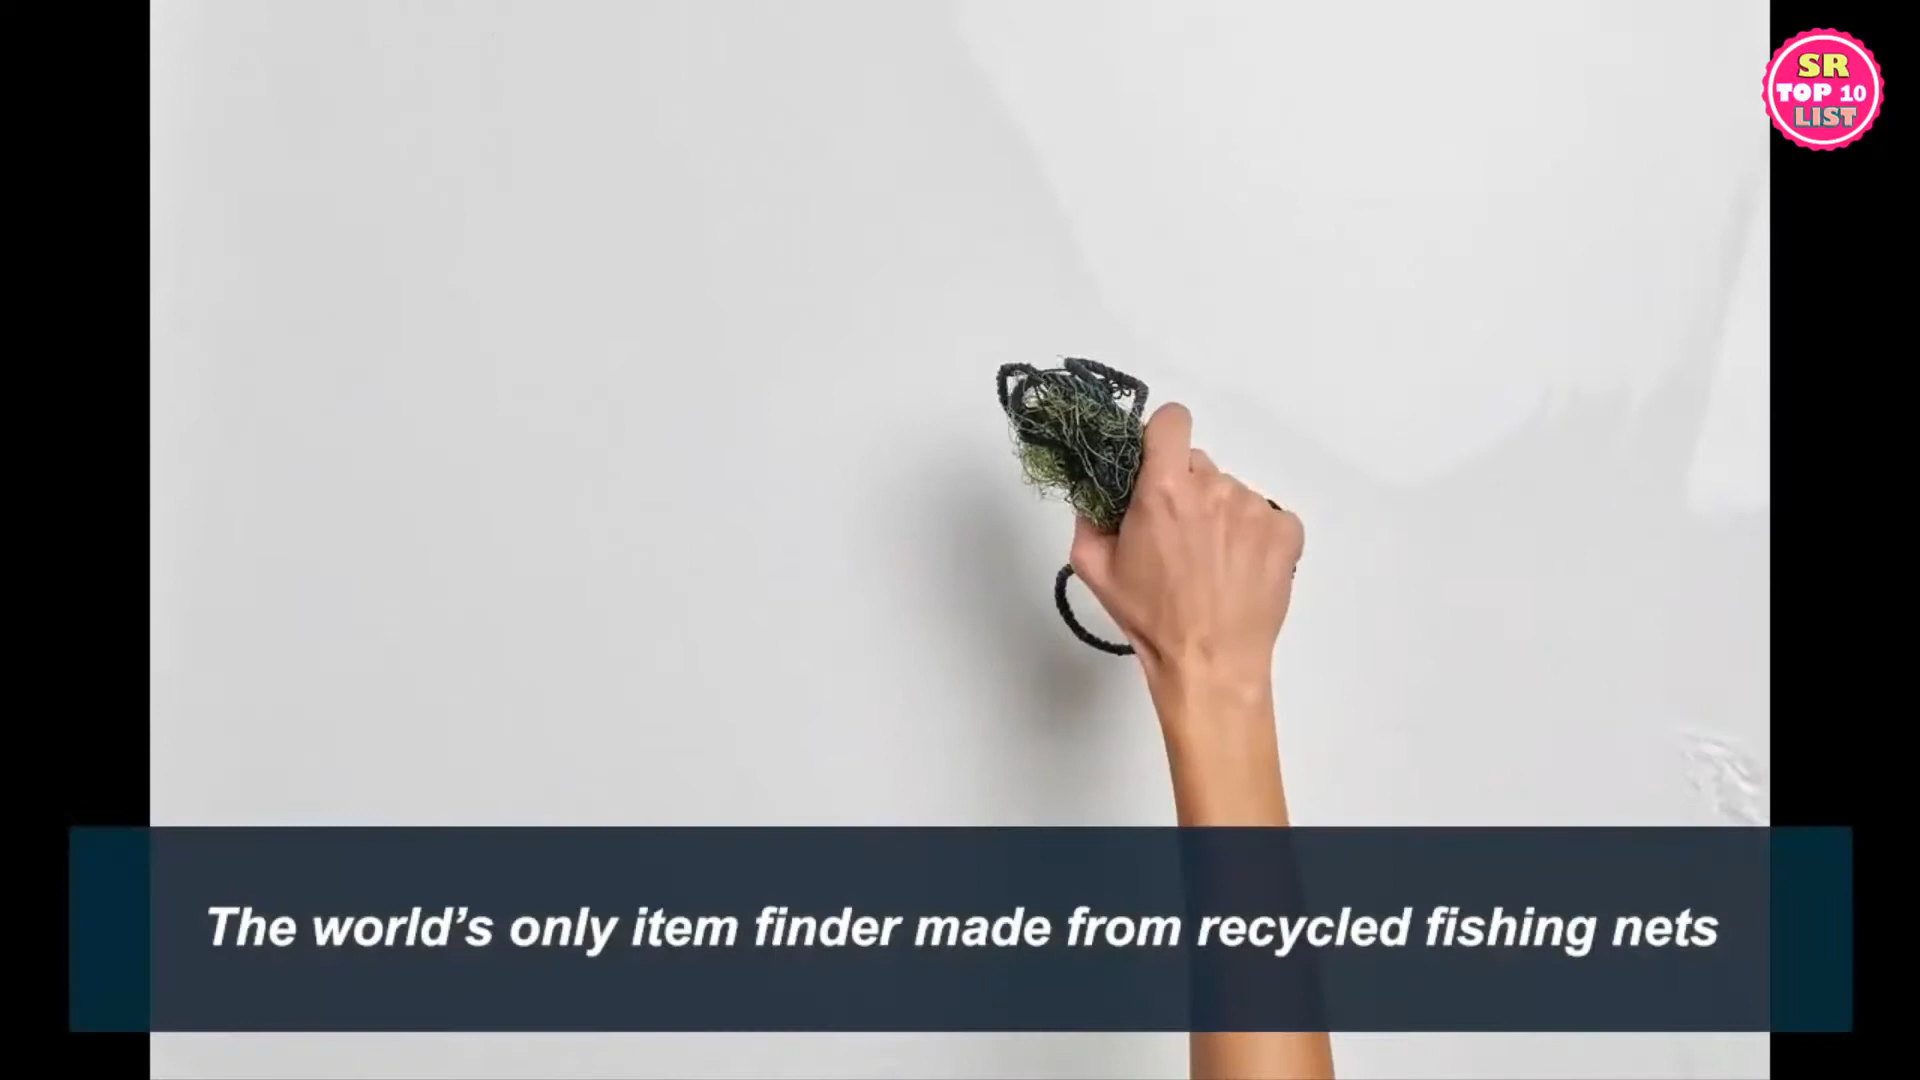 SR
TOP 10
LIST
The world's only item finder made from recycled fishing nets